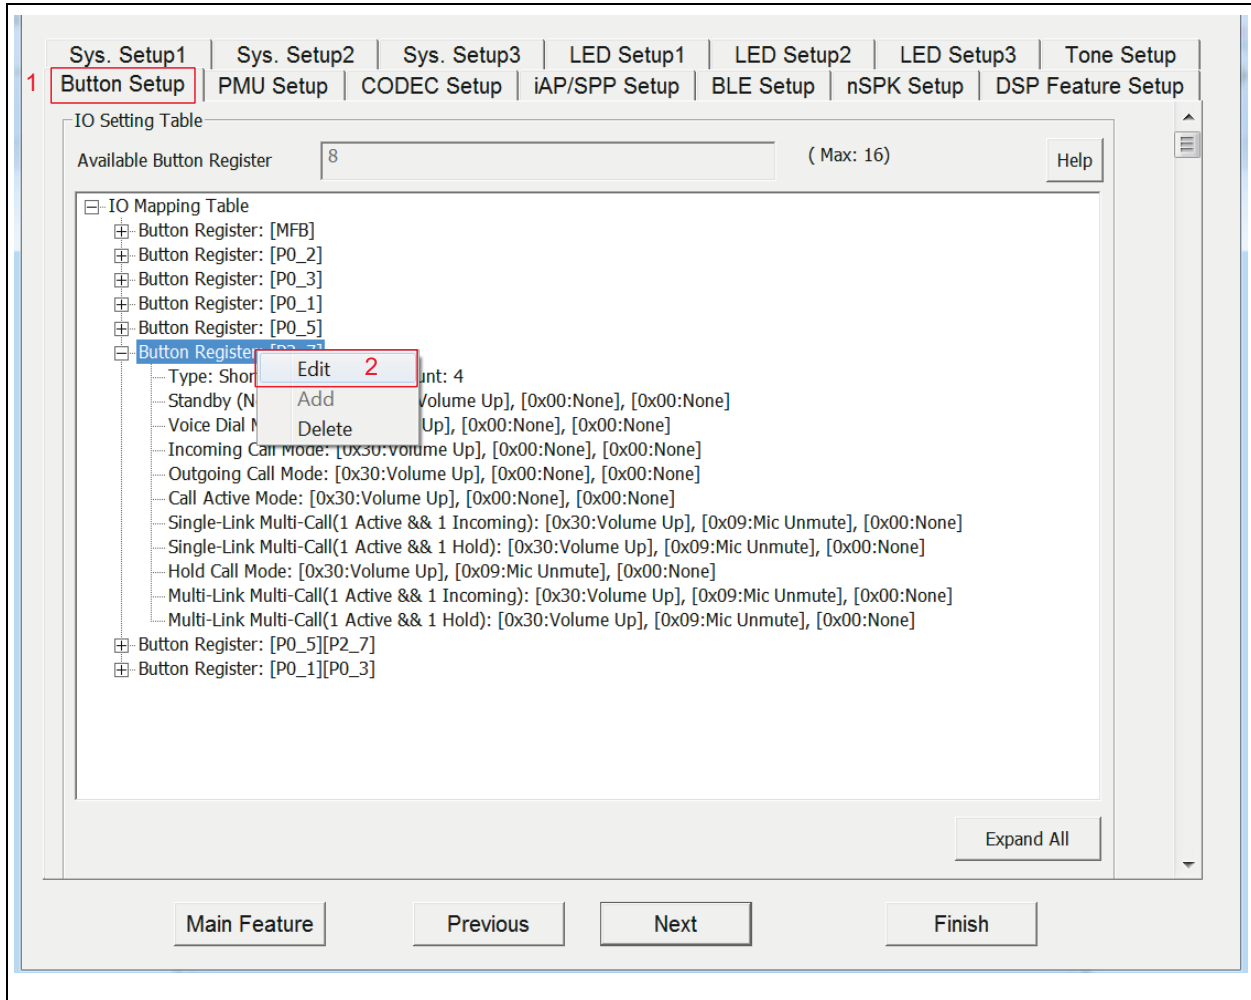 Sys. Setup1 Sys. Setup2 Sys. Setup3 LED Setup1 LED Setup2 LED Setup3 Tone Setup
1 Button Setup PMU Setup CODEC Setup iAP/SPP Setup BLE Setup nSPK Setup DSP Feature Setup
IO Setting Table
Available Button Register 8 ( Max: 16) Help
IO Mapping Table
Button Register: [MFB]
Button Register: [P0_2]
Button Register: [P0_3]
Button Register: [P0_1]
Button Register: [P0_5]
Button Register: [P2_7]
Edit 2
Type: Shor unt: 4
Add
Standby (N Volume Up], [0x00:None], [0x00:None]
Voice Dial Up], [0x00:None], [0x00:None]
Delete
Incoming Call Mode: [0x30:Volume Up], [0x00:None], [0x00:None]
Outgoing Call Mode: [0x30:Volume Up], [0x00:None], [0x00:None]
Call Active Mode: [0x30:Volume Up], [0x00:None], [0x00:None]
Single-Link Multi-Call(1 Active && 1 Incoming): [0x30:Volume Up], [0x09:Mic Unmute], [0x00:None]
Single-Link Multi-Call(1 Active && 1 Hold): [0x30:Volume Up], [0x09:Mic Unmute], [0x00:None]
Hold Call Mode: [0x30:Volume Up], [0x09:Mic Unmute], [0x00:None]
Multi-Link Multi-Call(1 Active && 1 Incoming): [0x30:Volume Up], [0x09:Mic Unmute], [0x00:None]
Multi-Link Multi-Call(1 Active && 1 Hold): [0x30:Volume Up], [0x09:Mic Unmute], [0x00:None]
Button Register: [P0_5][P2_7]
Button Register: [P0_1][P0_3]
Expand All
Main Feature Previous Next Finish